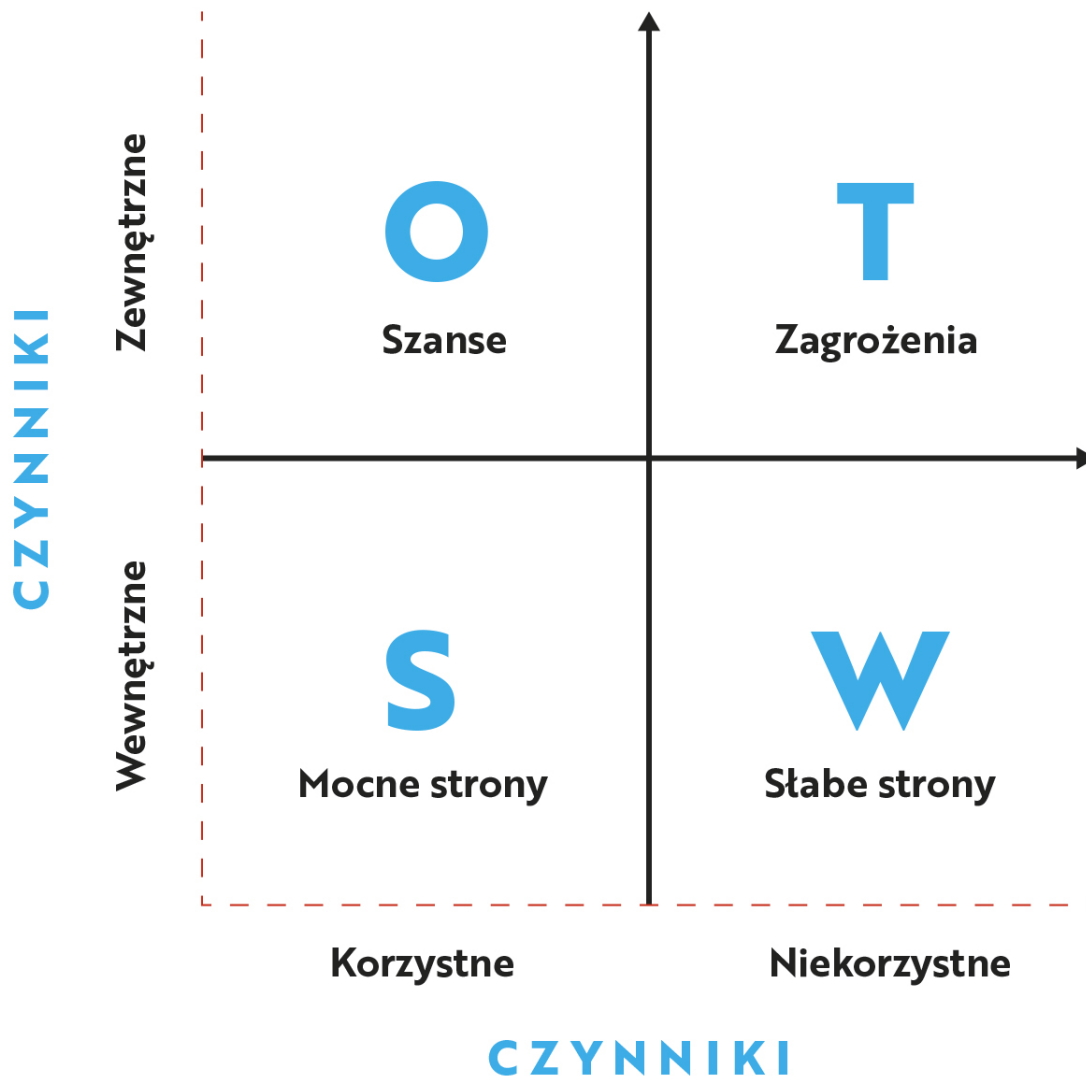 CZYNNIKI
Zewnętrzne
O
Szanse
T
Zagrożenia
Wewnętrzne
S
Mocne strony
W
Słabe strony
Korzystne
Niekorzystne
CZYNNIKI